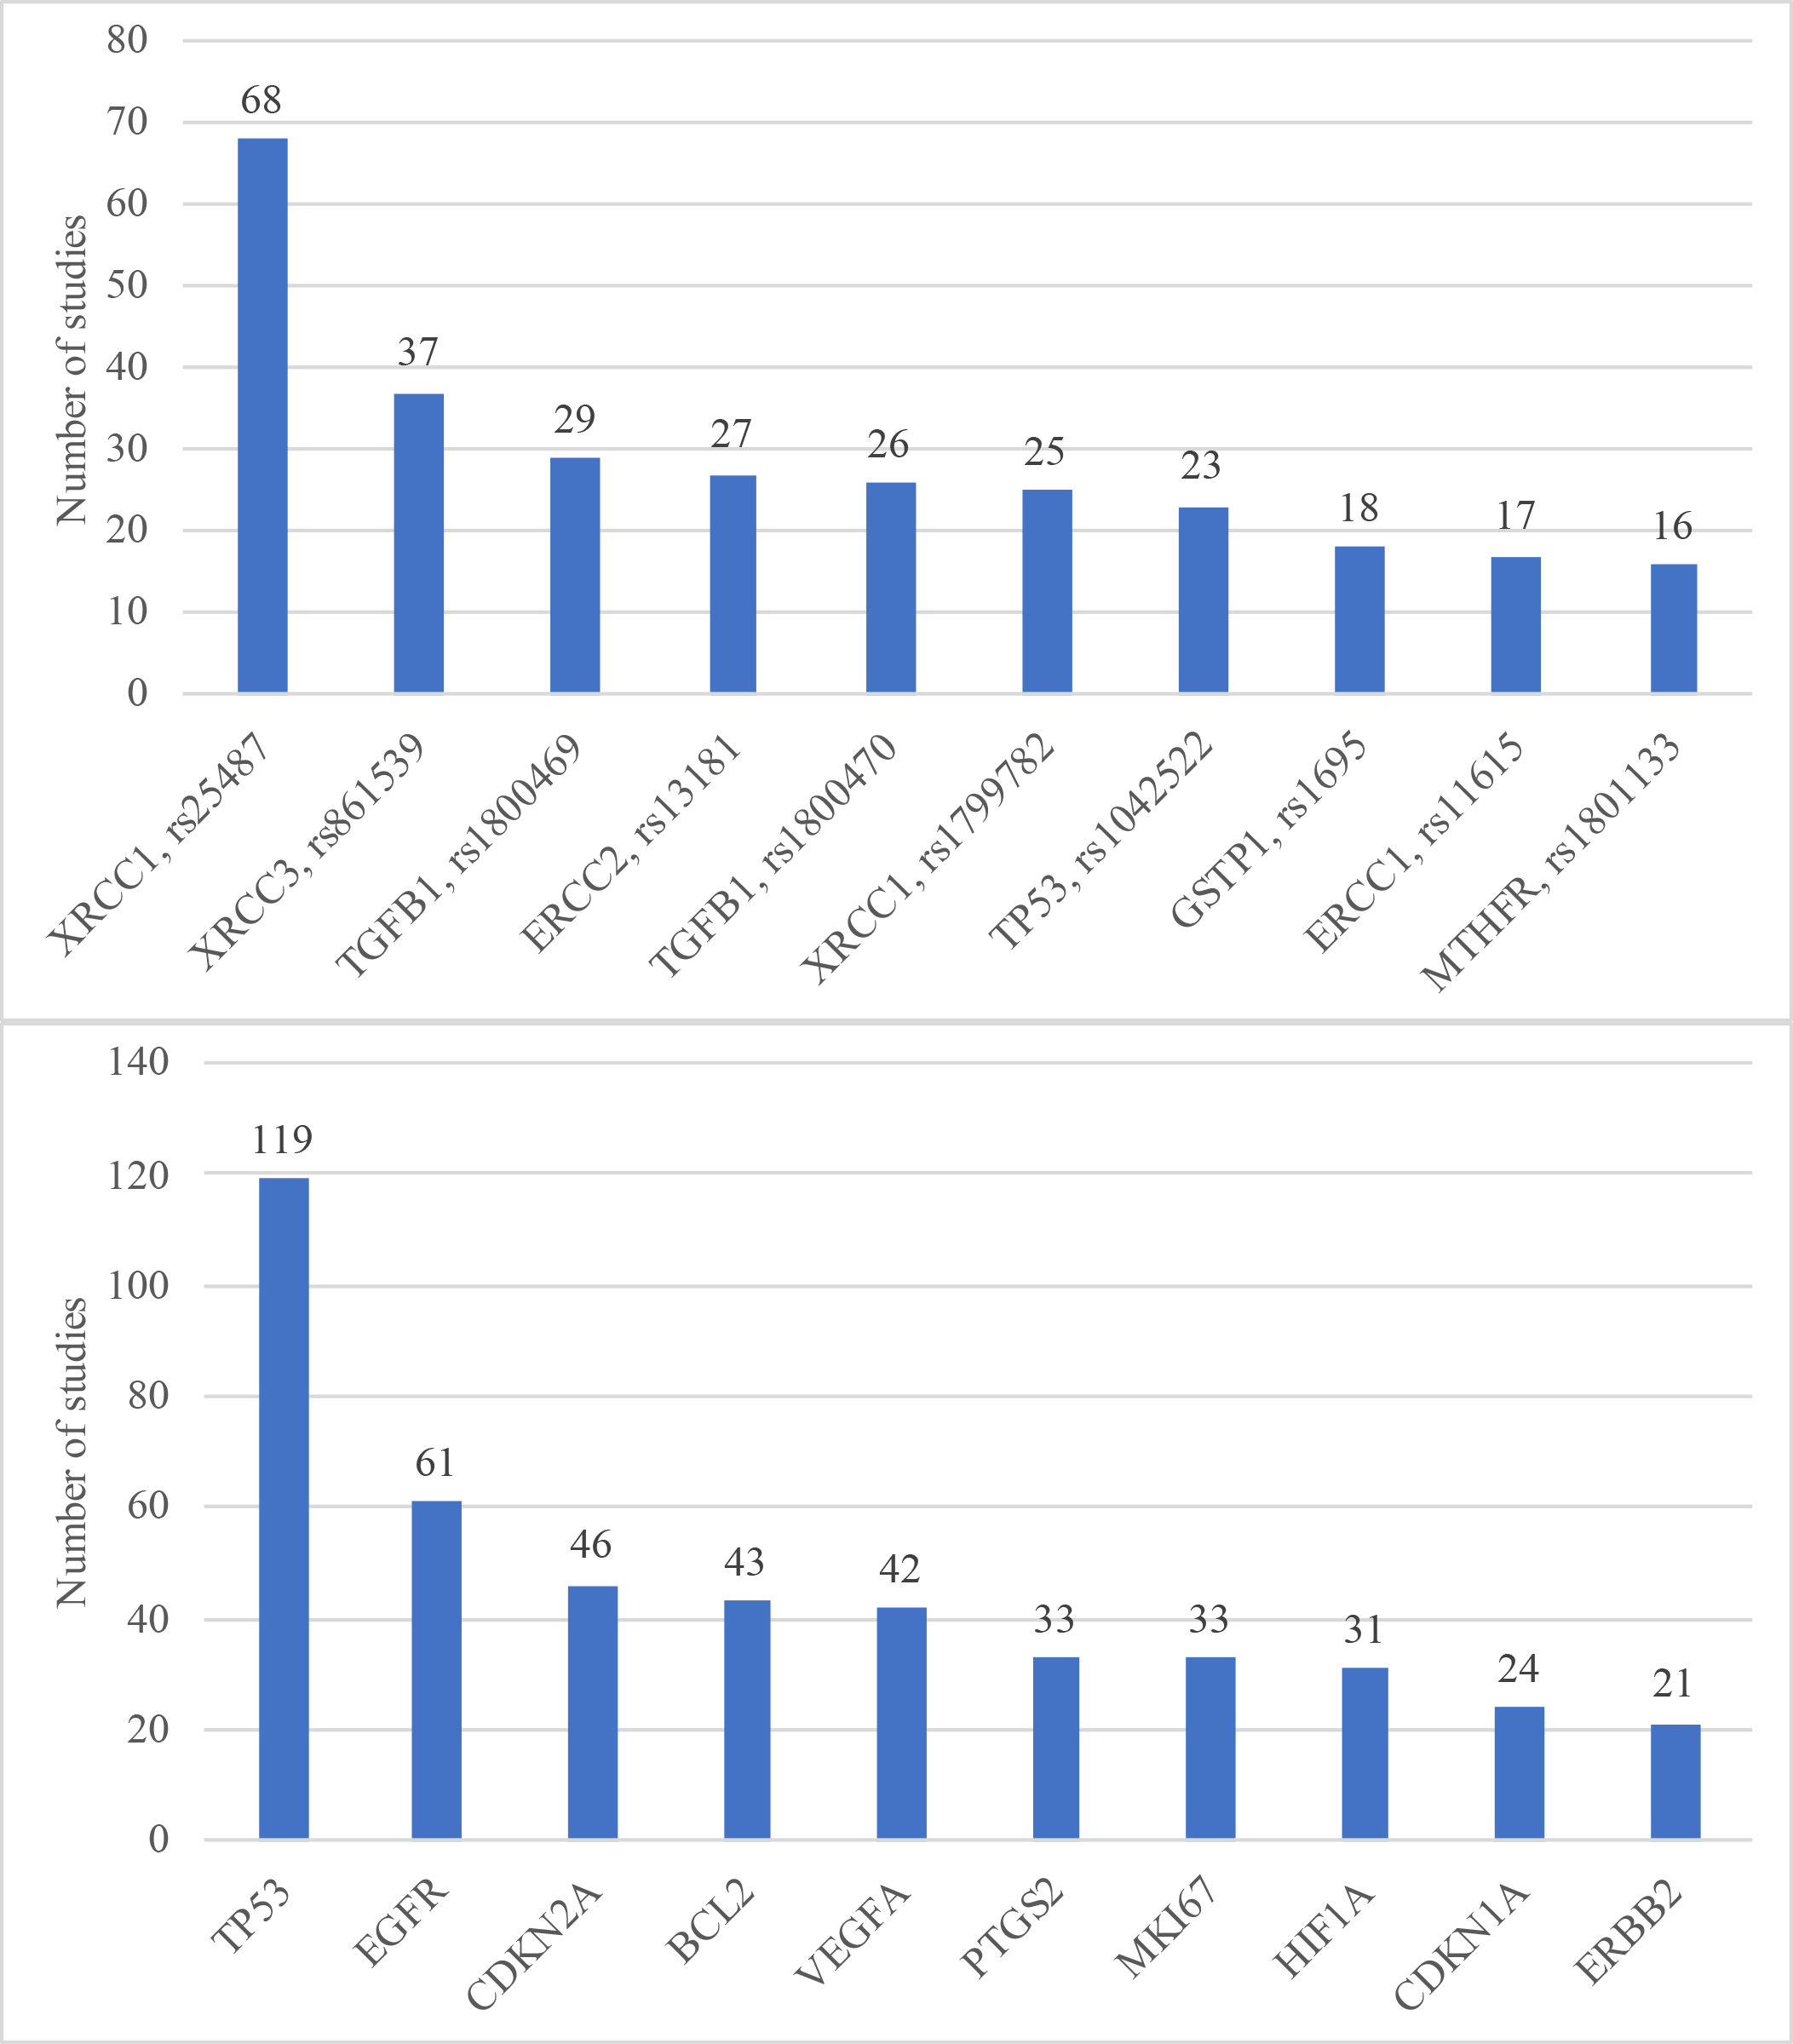 80
70
60
50
40
30
20
10
0
Number of studies
68
37
29
27
26
25
23
18
17
16
XRCC1, rs25487
XRCC3, rs861539
TGFB1, rs1800469
ERCC2, rs13181
TGFB1, rs1800470
XRCC1, rs1799782
TP53, rs1042522
GSTP1, rs1695
ERCC1, rs11615
MTHFR, rs1801133
140
120
100
80
60
40
20
0
Number of studies
119
61
46
43
42
33
33
31
24
21
TP53
EGFR
CDKN2A
BCL2
VEGFA
PTGS2
MKI67
HIF1A
CDKN1A
ERBB2